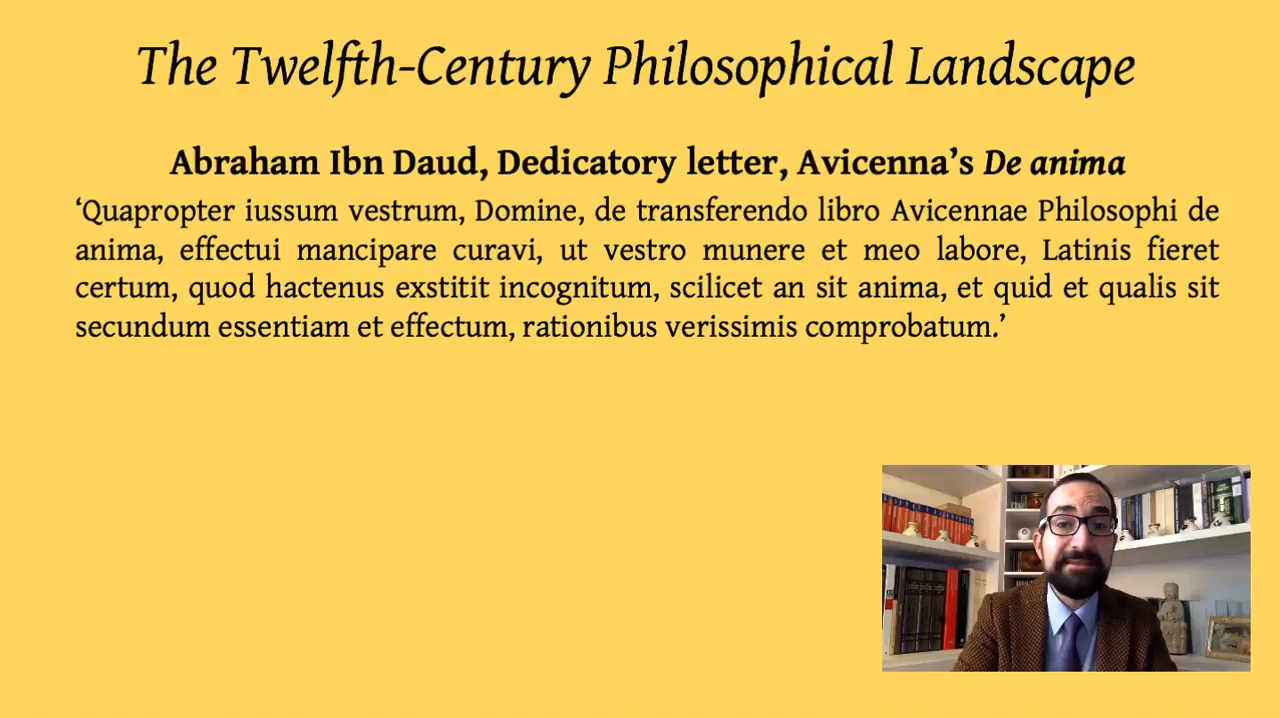 The Twelfth-Century Philosophical Landscape
Abraham Ibn Daud, Dedicatory letter, Avicenna’s De anima
‘Quapropter iussum vestrum, Domine, de transferendo libro Avicennae Philosophi de
anima, effectui mancipare curavi, ut vestro munere et meo labore, Latinis fieret
certum, quod hactenus exstitit incognitum, scilicet an sit anima, et quid et qualis sit
secundum essentiam et effectum, rationibus verissimis comprobatum.’